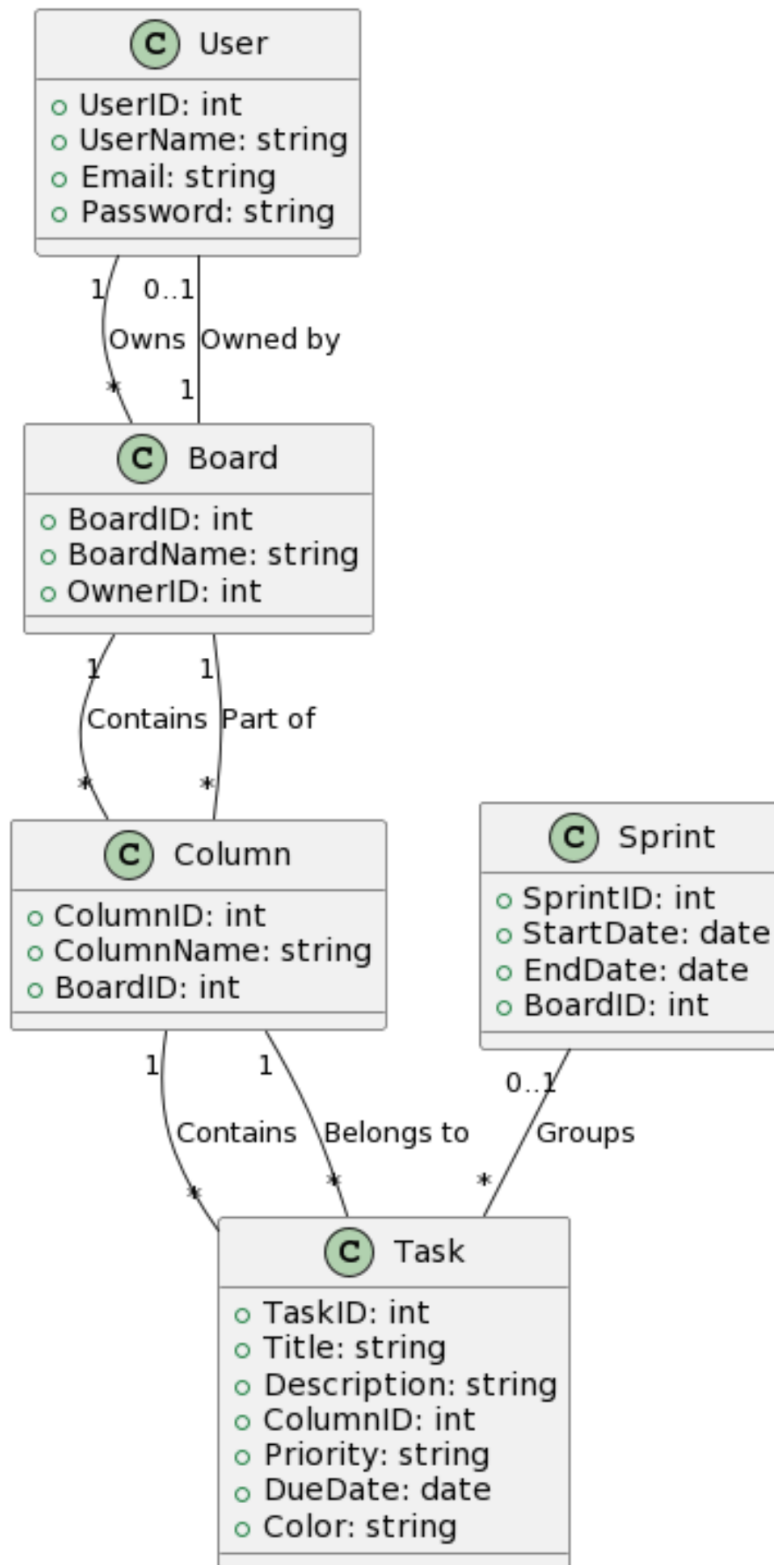 C User
UserID: int
UserName: string
Email: string
Password: string
1 0..1
Owns Owned by
* 1
C Board
BoardID: int
BoardName: string
OwnerID: int
1 1
Contains Part of
* *
C Column
ColumnID: int
ColumnName: string
BoardID: int
C Sprint
SprintID: int
StartDate: date
EndDate: date
BoardID: int
1 1 0..1
Contains Belongs to Groups
* * *
C Task
TaskID: int
Title: string
Description: string
ColumnID: int
Priority: string
DueDate: date
Color: string